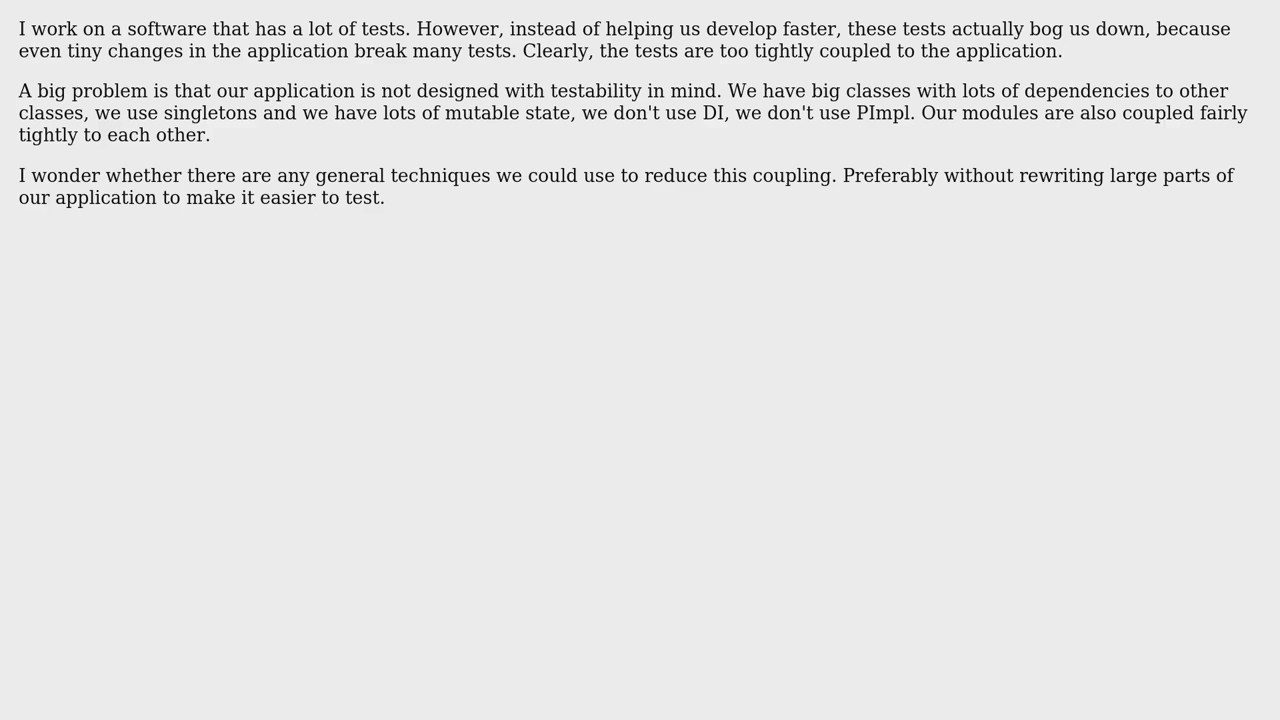 I work on a software that has a lot of tests. However, instead of helping us develop faster, these tests actually bog us down, because
even tiny changes in the application break many tests. Clearly, the tests are too tightly coupled to the application.
A big problem is that our application is not designed with testability in mind. We have big classes with lots of dependencies to other
classes, we use singletons and we have lots of mutable state, we don't use DI, we don't use PImpl. Our modules are also coupled fairly
tightly to each other.
I wonder whether there are any general techniques we could use to reduce this coupling. Preferably without rewriting large parts of
our application to make it easier to test.